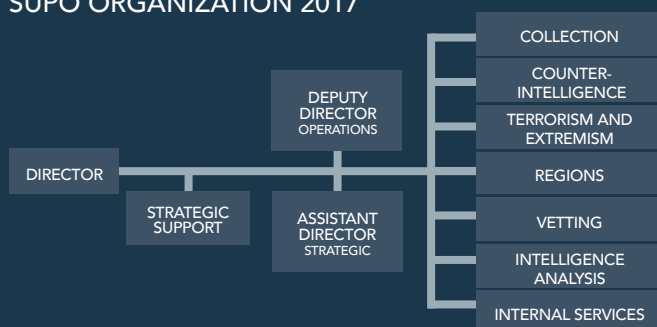 SUPO ORGANIZATION 2017
DIRECTOR
STRATEGIC
SUPPORT
DEPUTY
DIRECTOR
OPERATIONS
ASSISTANT
DIRECTOR
STRATEGIC
COLLECTION
COUNTER-
INTELLIGENCE
TERRORISM AND
EXTREMISM
REGIONS
VETTING
INTELLIGENCE
ANALYSIS
INTERNAL SERVICES